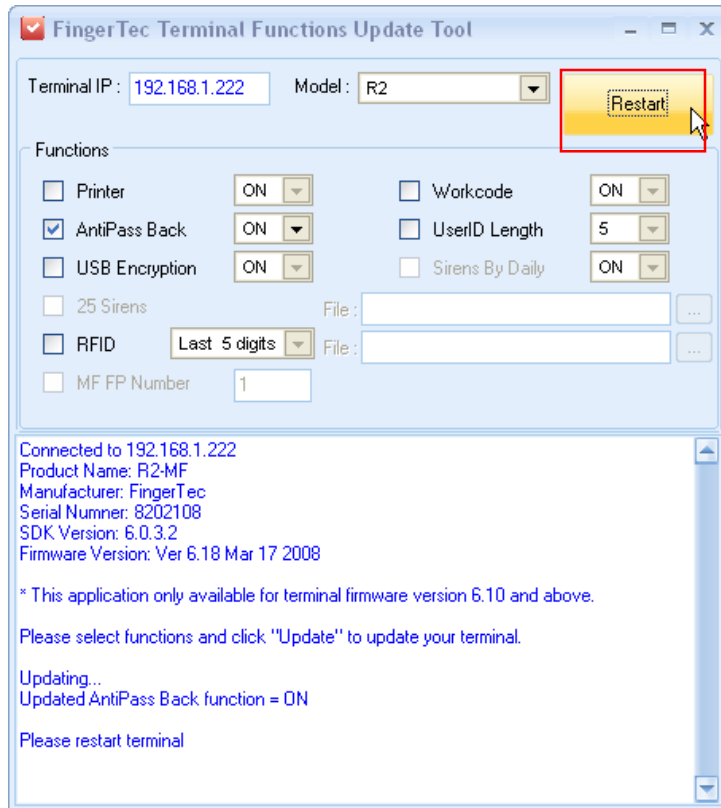 FingerTec Terminal Functions Update Tool
Terminal IP : 192.168.1.222 Model : R2 Restart
Functions
Printer ON Workcode ON
AntiPass Back ON UserID Length 5
USB Encryption ON Sirens By Daily ON
25 Sirens File : ...
RFID Last 5 digits File : ...
MF FP Number 1
Connected to 192.168.1.222
Product Name: R2-MF
Manufacturer: FingerTec
Serial Numner: 8202108
SDK Version: 6.0.3.2
Firmware Version: Ver 6.18 Mar 17 2008
* This application only available for terminal firmware version 6.10 and above.
Please select functions and click "Update" to update your terminal.
Updating...
Updated AntiPass Back function = ON
Please restart terminal